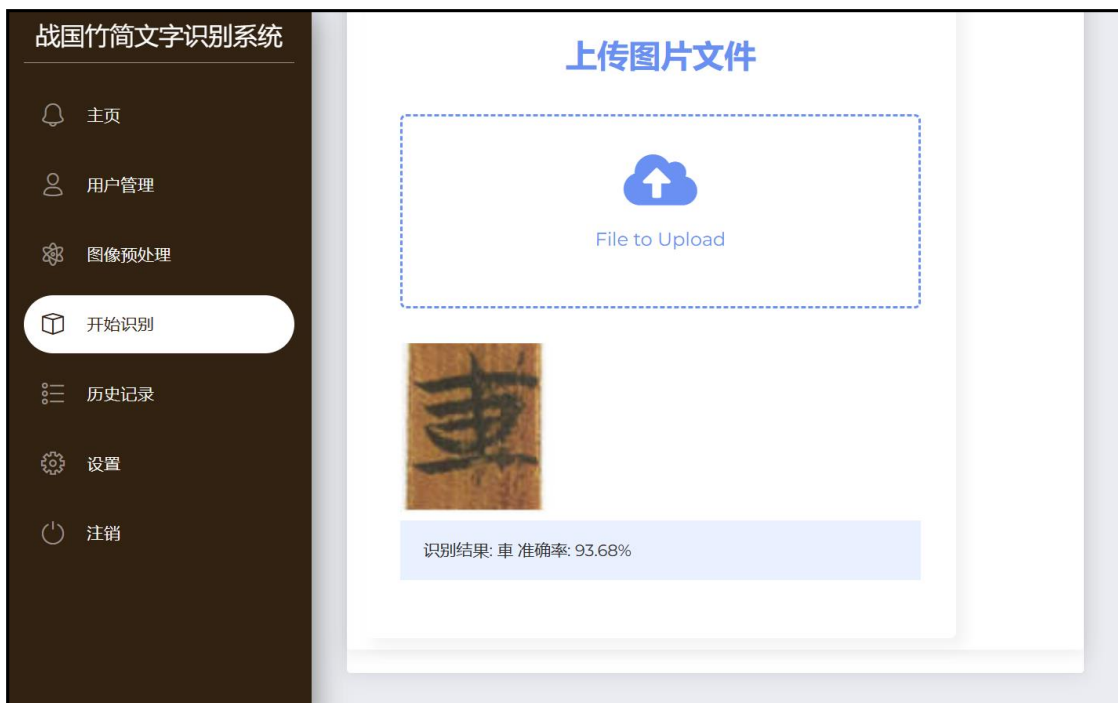 战国竹简文字识别系统
主页
用户管理
图像预处理
开始识别
历史记录
设置
注销
上传图片文件
File to Upload
車
识别结果: 車 准确率: 93.68%